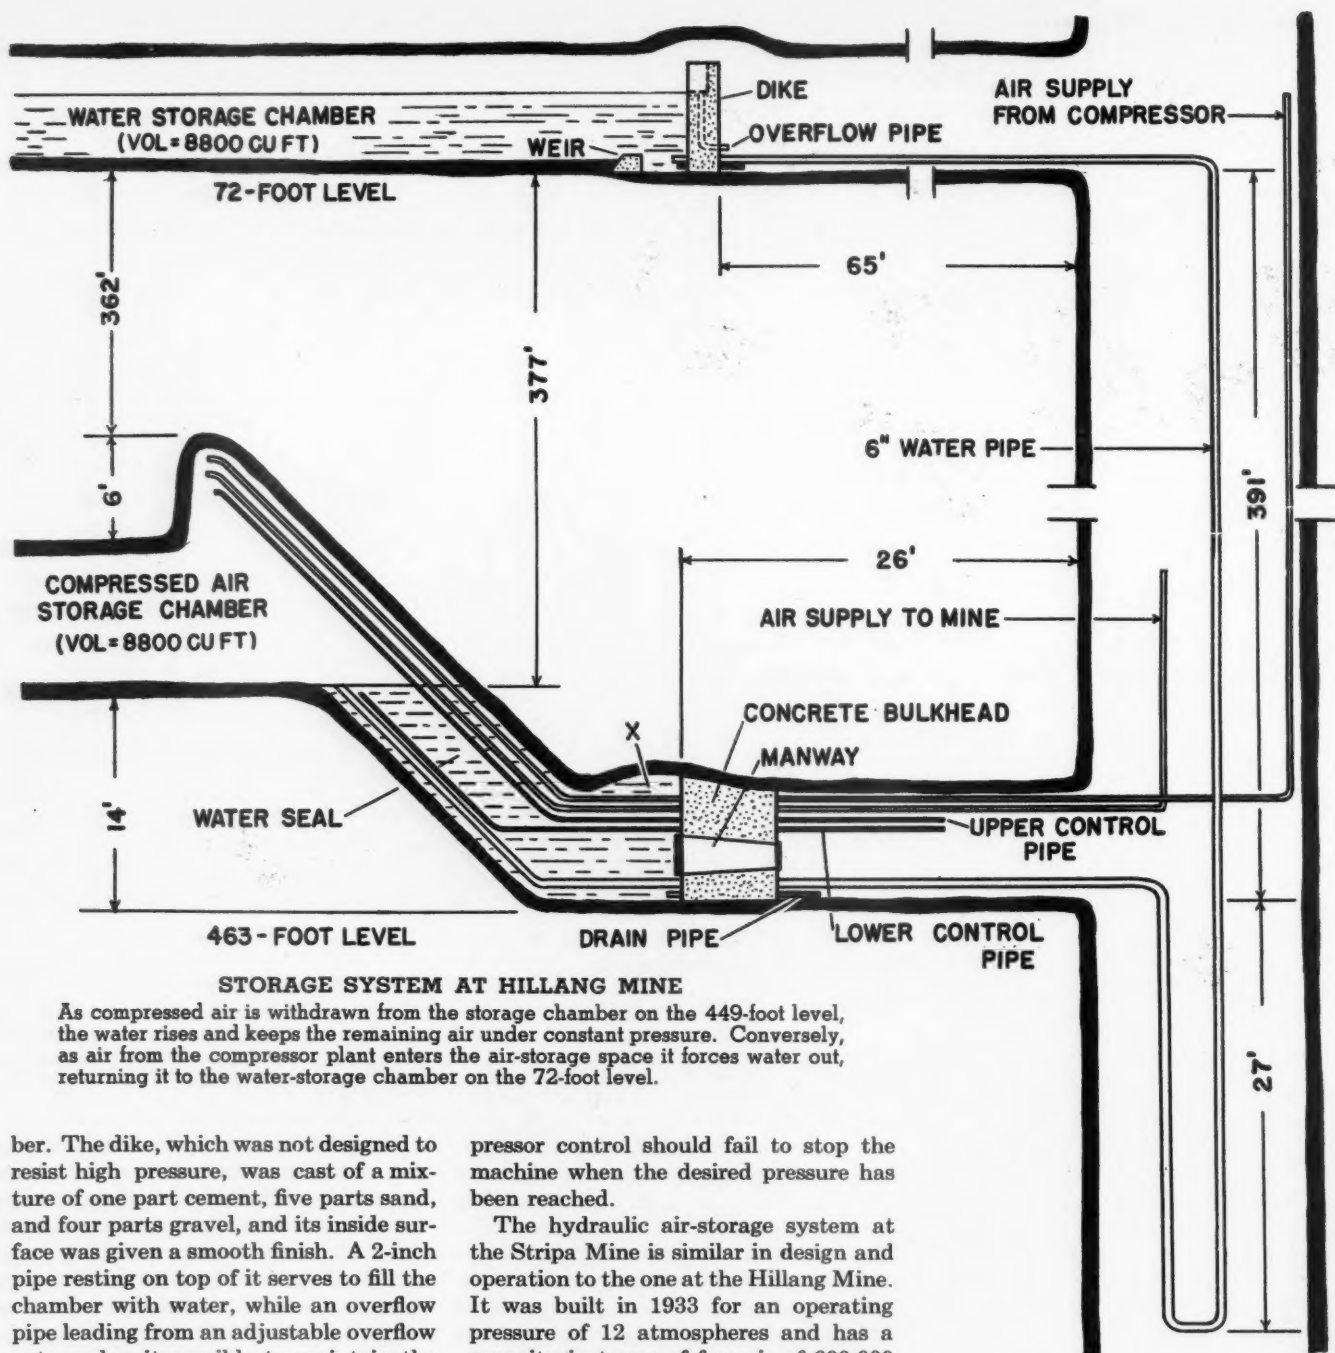 WATER STORAGE CHAMBER
(VOL=8800 CU FT)
WEIR
DIKE
OVERFLOW PIPE
AIR SUPPLY
FROM COMPRESSOR
72-FOOT LEVEL
65'
362'
377'
6" WATER PIPE
391'
6'
26'
COMPRESSED AIR
STORAGE CHAMBER
(VOL=8800 CU FT)
AIR SUPPLY TO MINE
CONCRETE BULKHEAD
X
MANWAY
WATER SEAL
14'
UPPER CONTROL
PIPE
463-FOOT LEVEL
DRAIN PIPE
LOWER CONTROL
PIPE
27'
STORAGE SYSTEM AT HILLANG MINE
As compressed air is withdrawn from the storage chamber on the 449-foot level,
the water rises and keeps the remaining air under constant pressure. Conversely,
as air from the compressor plant enters the air-storage space it forces water out,
returning it to the water-storage chamber on the 72-foot level.
ber. The dike, which was not designed to
resist high pressure, was cast of a mix-
ture of one part cement, five parts sand,
and four parts gravel, and its inside sur-
face was given a smooth finish. A 2-inch
pipe resting on top of it serves to fill the
chamber with water, while an overflow
pipe leading from an adjustable overflow
pressor control should fail to stop the
machine when the desired pressure has
been reached.
The hydraulic air-storage system at
the Stripa Mine is similar in design and
operation to the one at the Hillang Mine.
It was built in 1933 for an operating
pressure of 12 atmospheres and has a